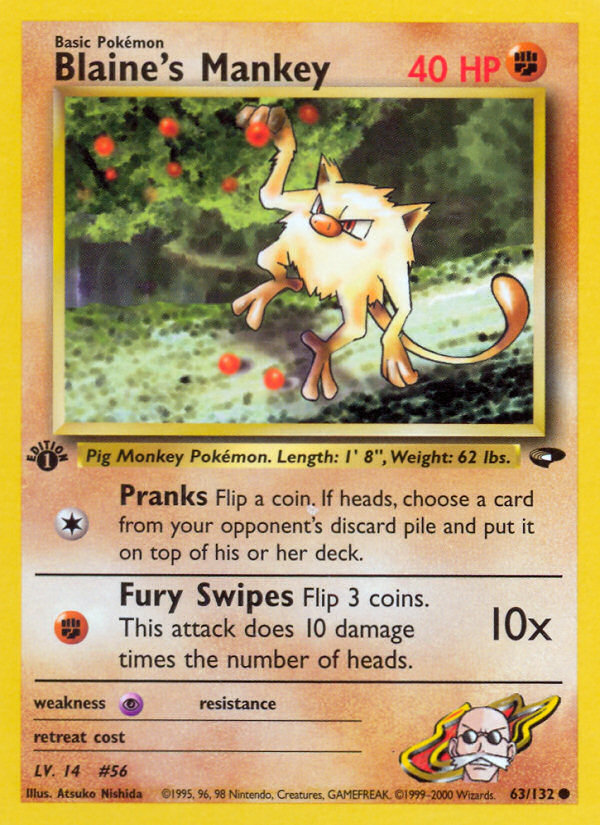 Basic Pokémon
Blaine's Mankey 40 HP
EDITION
1
Pig Monkey Pokémon. Length: 1' 8", Weight: 62 lbs.
Pranks Flip a coin. If heads, choose a card
from your opponent's discard pile and put it
on top of his or her deck.
Fury Swipes Flip 3 coins.
This attack does 10 damage
times the number of heads.
10x
weakness resistance
retreat cost
LV. 14 #56
Illus. Atsuko Nishida ©1995, 96, 98 Nintendo, Creatures, GAMEFREAK. ©1999-2000 Wizards. 63/132